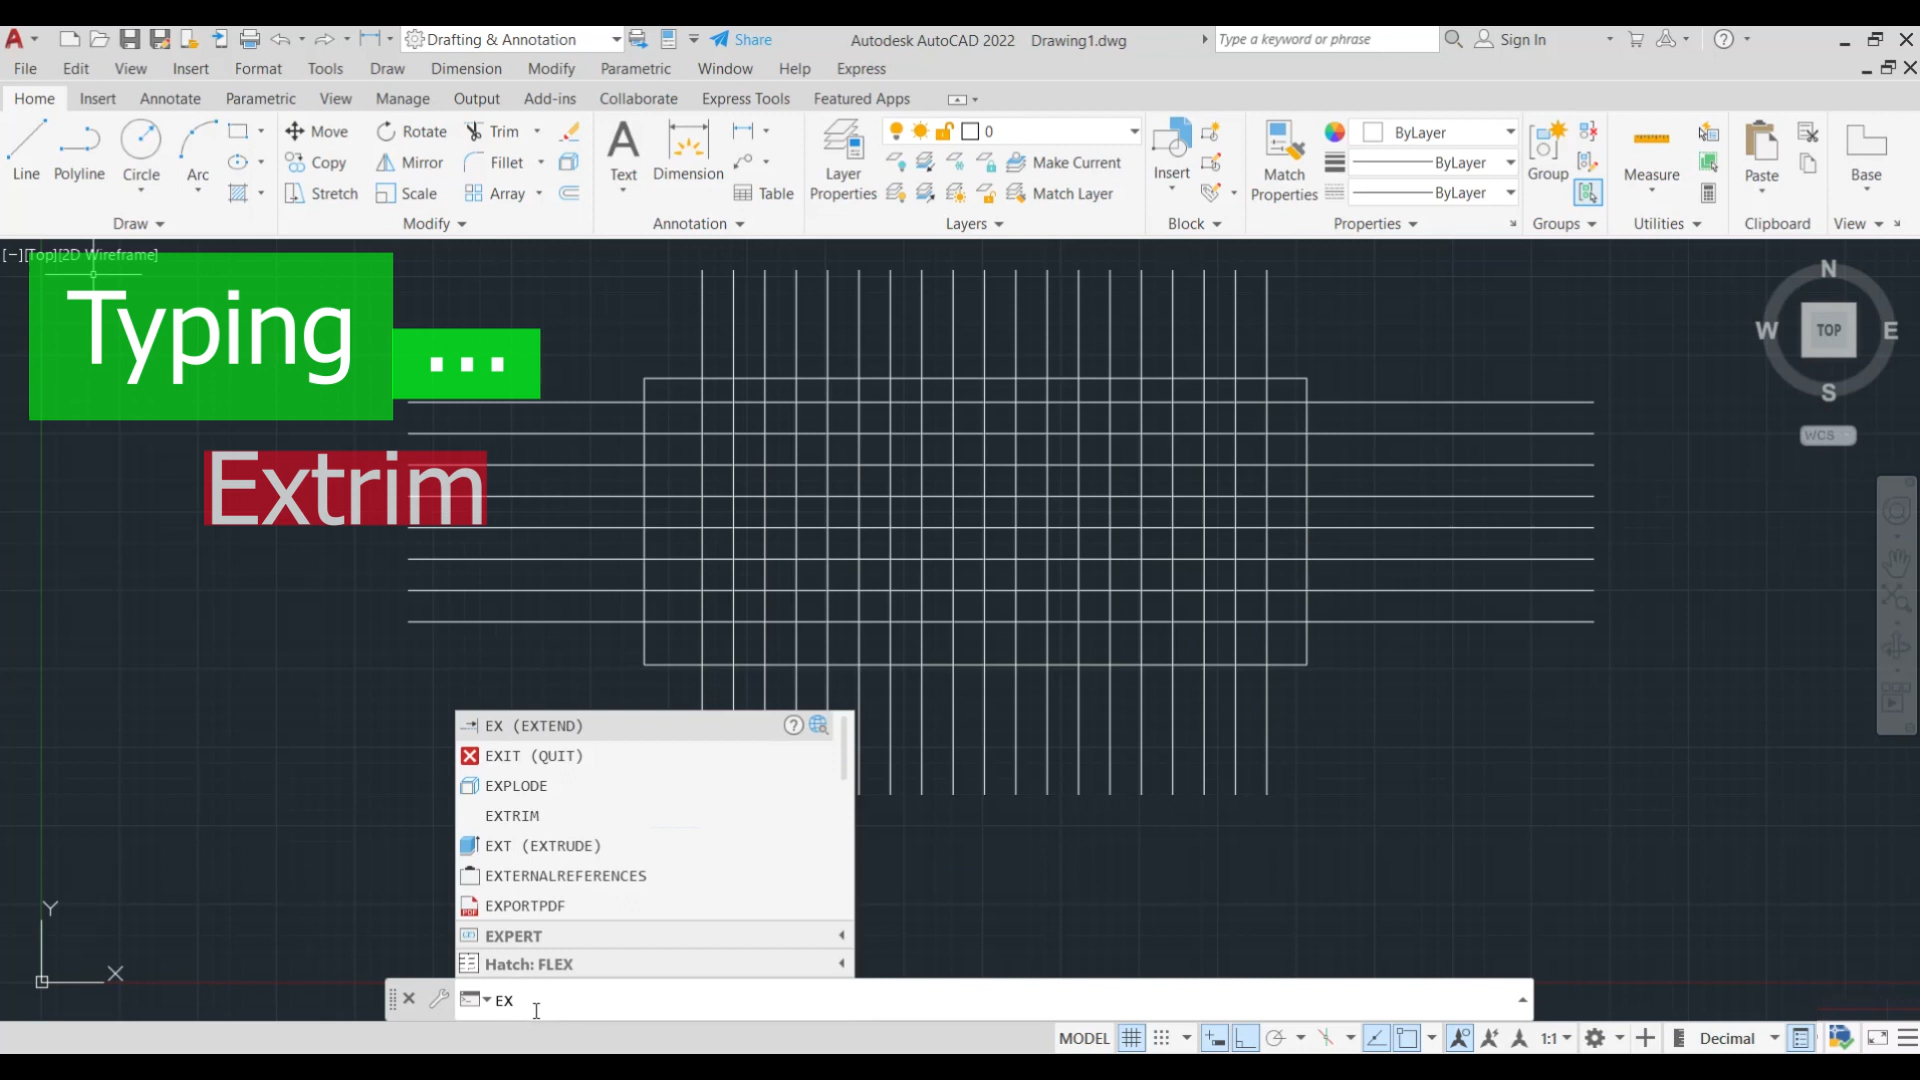 Drafting & Annotation
Share
Autodesk AutoCAD 2022 Drawing1.dwg
Type a keyword or phrase
Sign In
File Edit View Insert Format Tools Draw Dimension Modify Parametric Window Help Express
Home Insert Annotate Parametric View Manage Output Add-ins Collaborate Express Tools Featured Apps
Line Polyline Circle Arc
Move Rotate Trim
Copy Mirror Fillet
Stretch Scale Array
Text Dimension Table
Layer Properties
0
Make Current
Match Layer
Insert
Match Properties
ByLayer
ByLayer
ByLayer
Group
Measure
Paste
Base
Draw Modify Annotation Layers Block Properties Groups Utilities Clipboard View
[−][Top][2D Wireframe]
Typing ...
Extrim
N
W TOP E
S
WCS
EX (EXTEND)
EXIT (QUIT)
EXPLODE
EXTRIM
EXT (EXTRUDE)
EXTERNALREFERENCES
EXPORTPDF
EXPERT
Hatch: FLEX
Y
X
EX
MODEL 1:1 Decimal